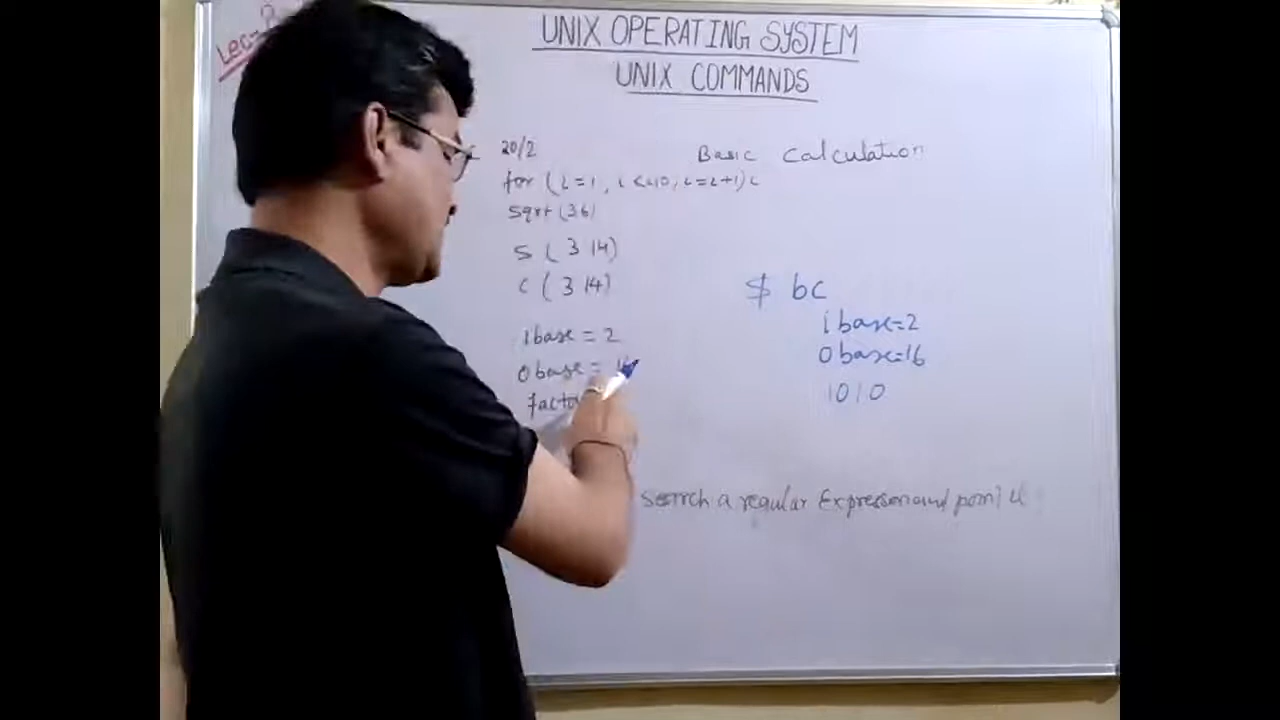 Lec-
UNIX OPERATING SYSTEM
UNIX COMMANDS
20/2 Basic Calculation
for (i=1, i<=10, i=i+1) i
sqrt (36)
S ( 3 14)
C ( 3 14)
ibase = 2
obase = 16
facto
$ bc
ibase=2
obase=16
1010
search a regular Expression and print it